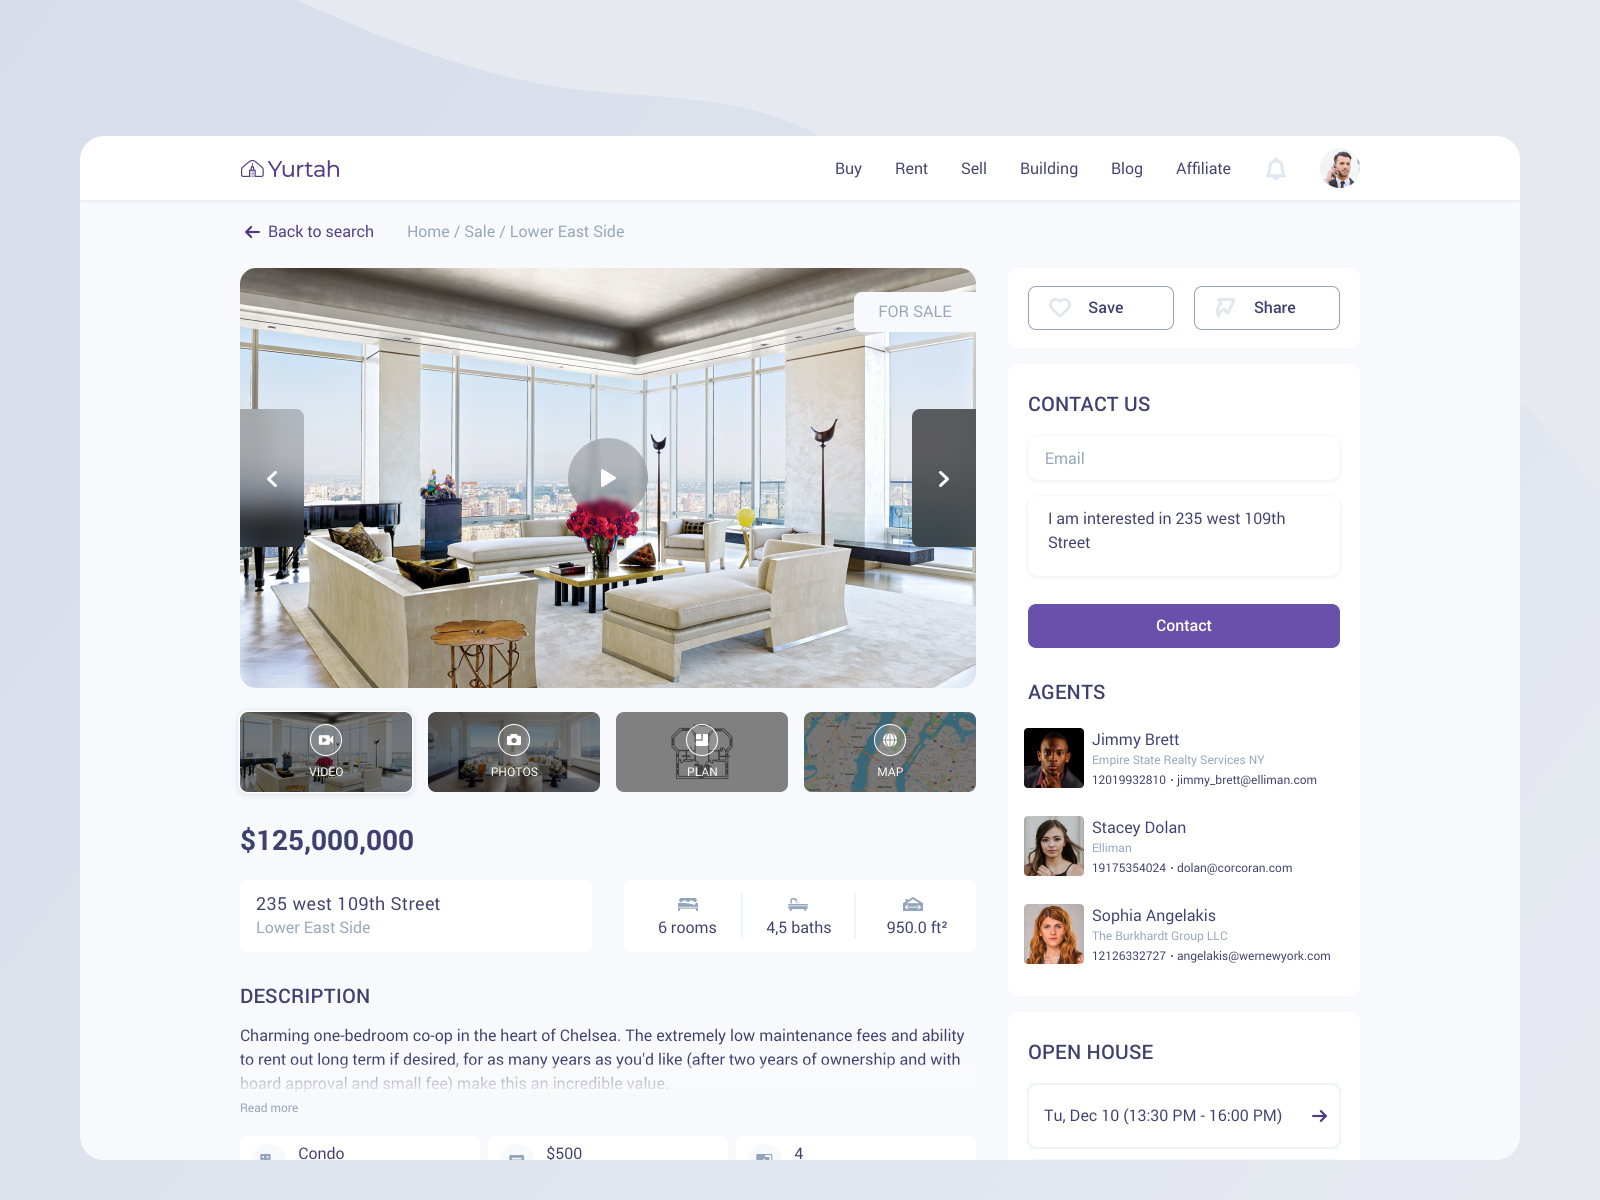 Yurtah
Buy Rent Sell Building Blog Affiliate
Back to search Home / Sale / Lower East Side
FOR SALE
VIDEO PHOTOS PLAN MAP
$125,000,000
235 west 109th Street
Lower East Side
6 rooms 4,5 baths 950.0 ft²
DESCRIPTION
Charming one-bedroom co-op in the heart of Chelsea. The extremely low maintenance fees and ability
to rent out long term if desired, for as many years as you'd like (after two years of ownership and with
board approval and small fee) make this an incredible value.
Read more
Condo $500 4
Save Share
CONTACT US
Email
I am interested in 235 west 109th
Street
Contact
AGENTS
Jimmy Brett
Empire State Realty Services NY
12019932810 · jimmy_brett@elliman.com
Stacey Dolan
Elliman
19175354024 · dolan@corcoran.com
Sophia Angelakis
The Burkhardt Group LLC
12126332727 · angelakis@wernewyork.com
OPEN HOUSE
Tu, Dec 10 (13:30 PM - 16:00 PM)